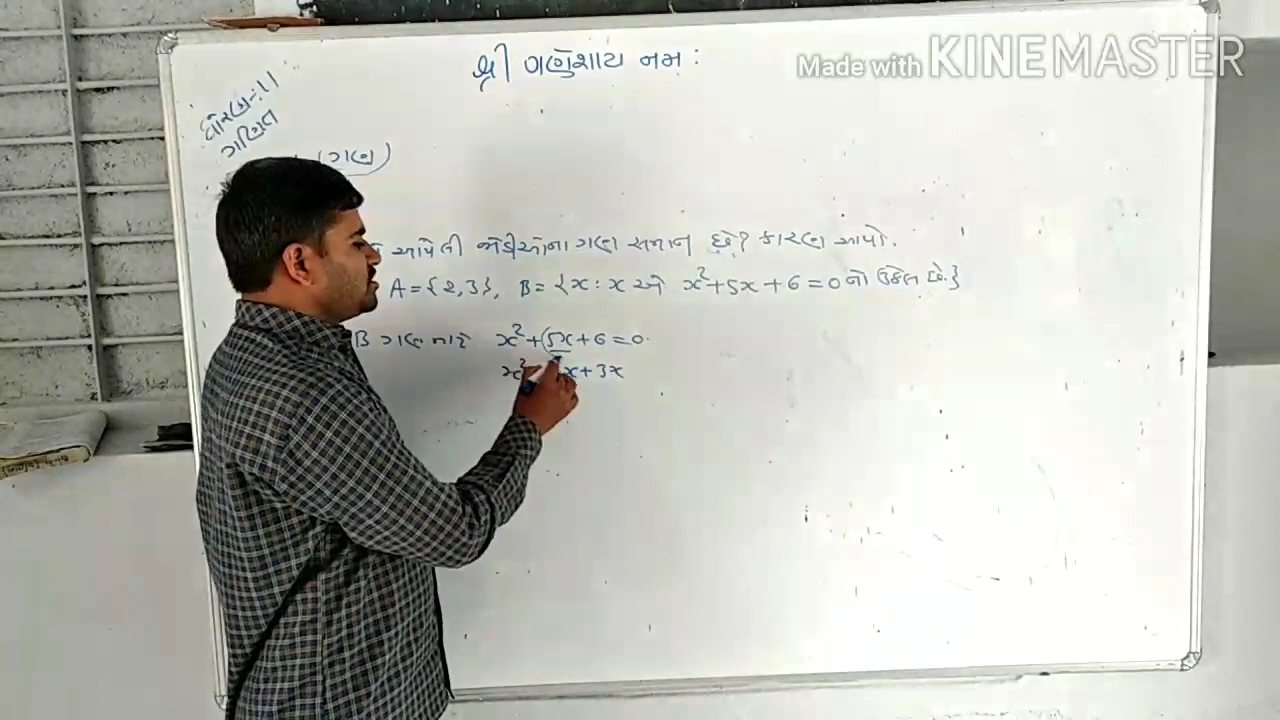 શ્રી ગણેશાય નમ:
Made with KINEMASTER
ધોરણ-11
ગણિત
(ગણ)
આપેલી જોડીઓના ગણ સમાન છે? કારણ આપો.
A = {2,3}, B = {x : x એ x²+5x+6=0 નો ઉકેલ છે.}
B ગણ માટે x²+5x+6=0.
x² x+3x